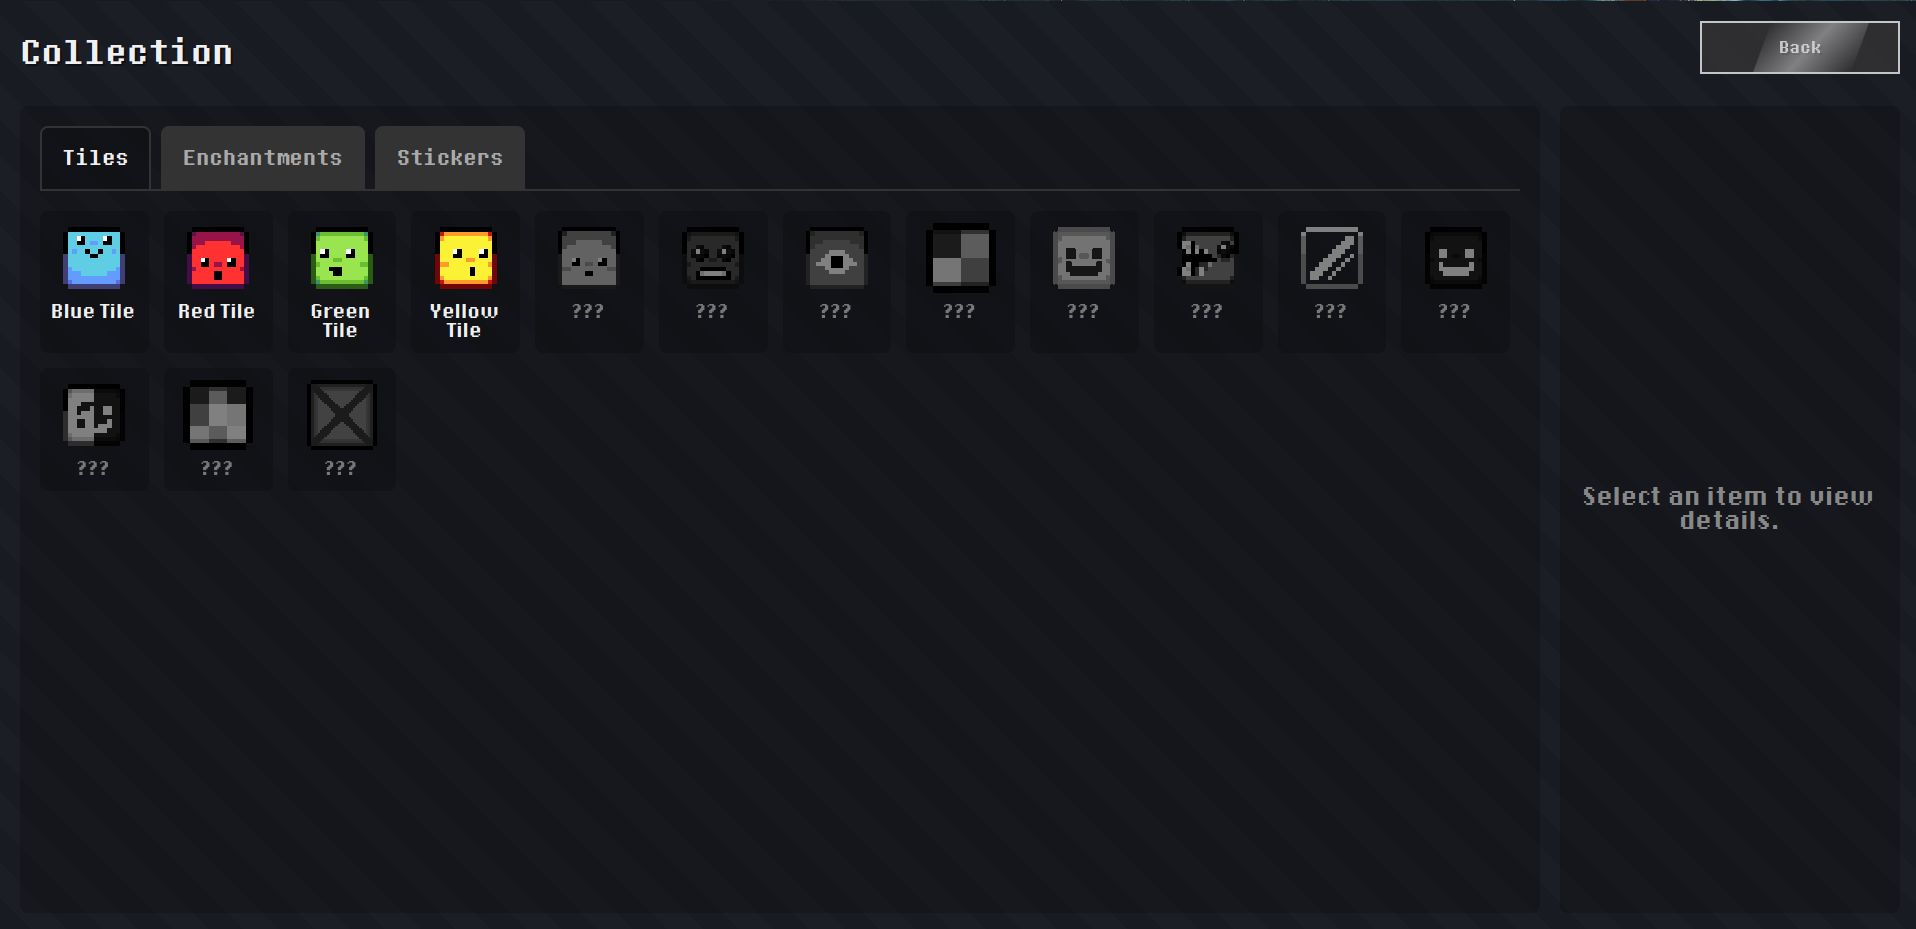 Collection
Back
Tiles
Enchantments
Stickers
Blue Tile
Red Tile
Green
Tile
Yellow
Tile
???
???
???
???
???
???
???
???
???
???
???
Select an item to view
details.